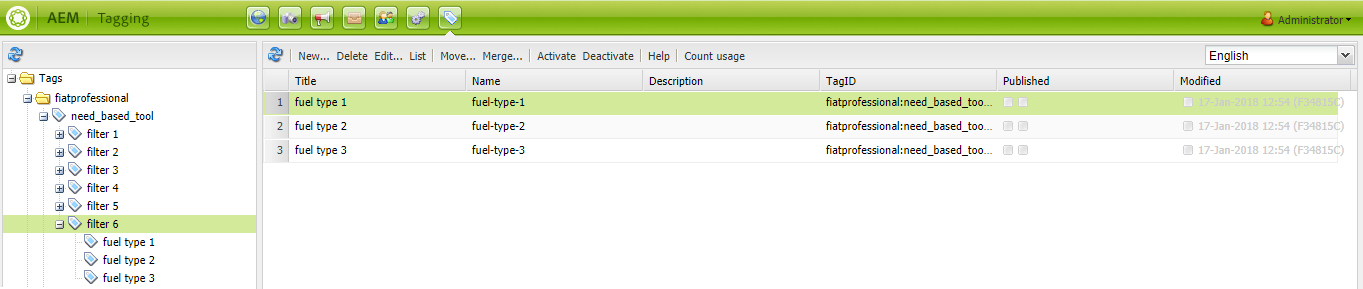 AEM Tagging Administrator
New... Delete Edit... List Move... Merge... Activate Deactivate Help Count usage English
Tags
fiatprofessional
need_based_tool
filter 1
filter 2
filter 3
filter 4
filter 5
filter 6
fuel type 1
fuel type 2
fuel type 3
Title Name Description TagID Published Modified
1 fuel type 1 fuel-type-1 fiatprofessional:need_based_too... 17-Jan-2018 12:54 (F34815C)
2 fuel type 2 fuel-type-2 fiatprofessional:need_based_too... 17-Jan-2018 12:54 (F34815C)
3 fuel type 3 fuel-type-3 fiatprofessional:need_based_too... 17-Jan-2018 12:54 (F34815C)